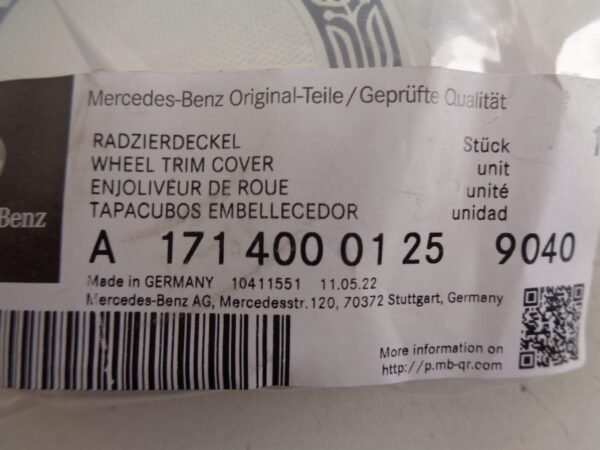 Mercedes-Benz Original-Teile/Geprüfte Qualität
RADZIERDECKEL Stück
WHEEL TRIM COVER unit
ENJOLIVEUR DE ROUE unité
TAPACUBOS EMBELLECEDOR unidad
Benz
A 171 400 01 25 9040
Made in GERMANY 10411551 11.05.22
Mercedes-Benz AG, Mercedesstr.120, 70372 Stuttgart, Germany
More information on
http://p.mb-qr.com